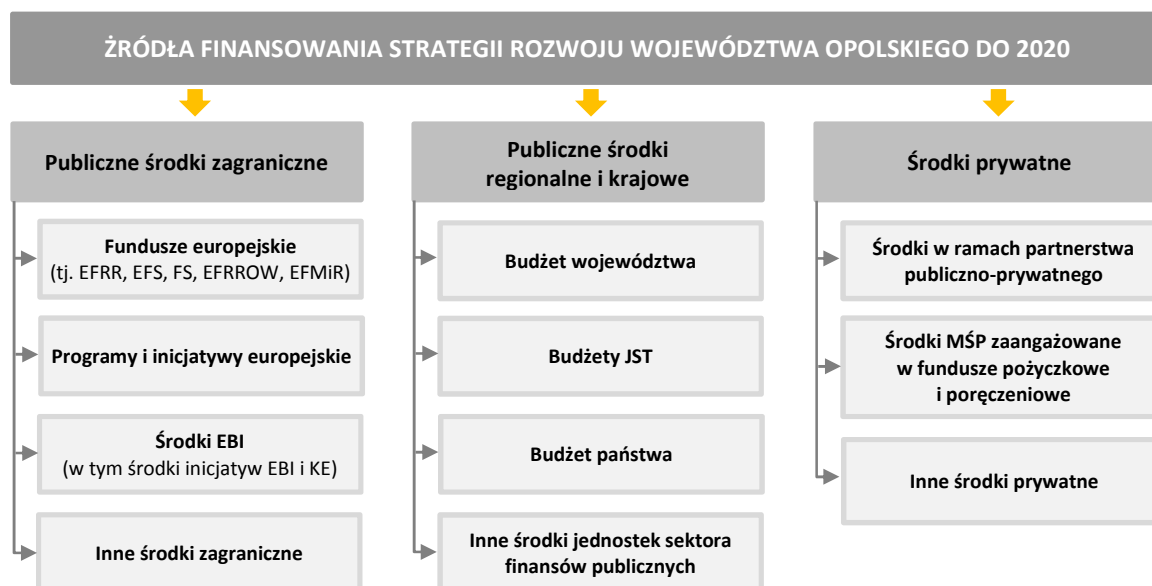 ŻRÓDŁA FINANSOWANIA STRATEGII ROZWOJU WOJEWÓDZTWA OPOLSKIEGO DO 2020
Publiczne środki zagraniczne
Fundusze europejskie
(tj. EFRR, EFS, FS, EFRROW, EFMiR)
Programy i inicjatywy europejskie
Środki EBI
(w tym środki inicjatyw EBI i KE)
Inne środki zagraniczne
Publiczne środki
regionalne i krajowe
Budżet województwa
Budżety JST
Budżet państwa
Inne środki jednostek sektora
finansów publicznych
Środki prywatne
Środki w ramach partnerstwa
publiczno-prywatnego
Środki MŚP zaangażowane
w fundusze pożyczkowe
i poręczeniowe
Inne środki prywatne